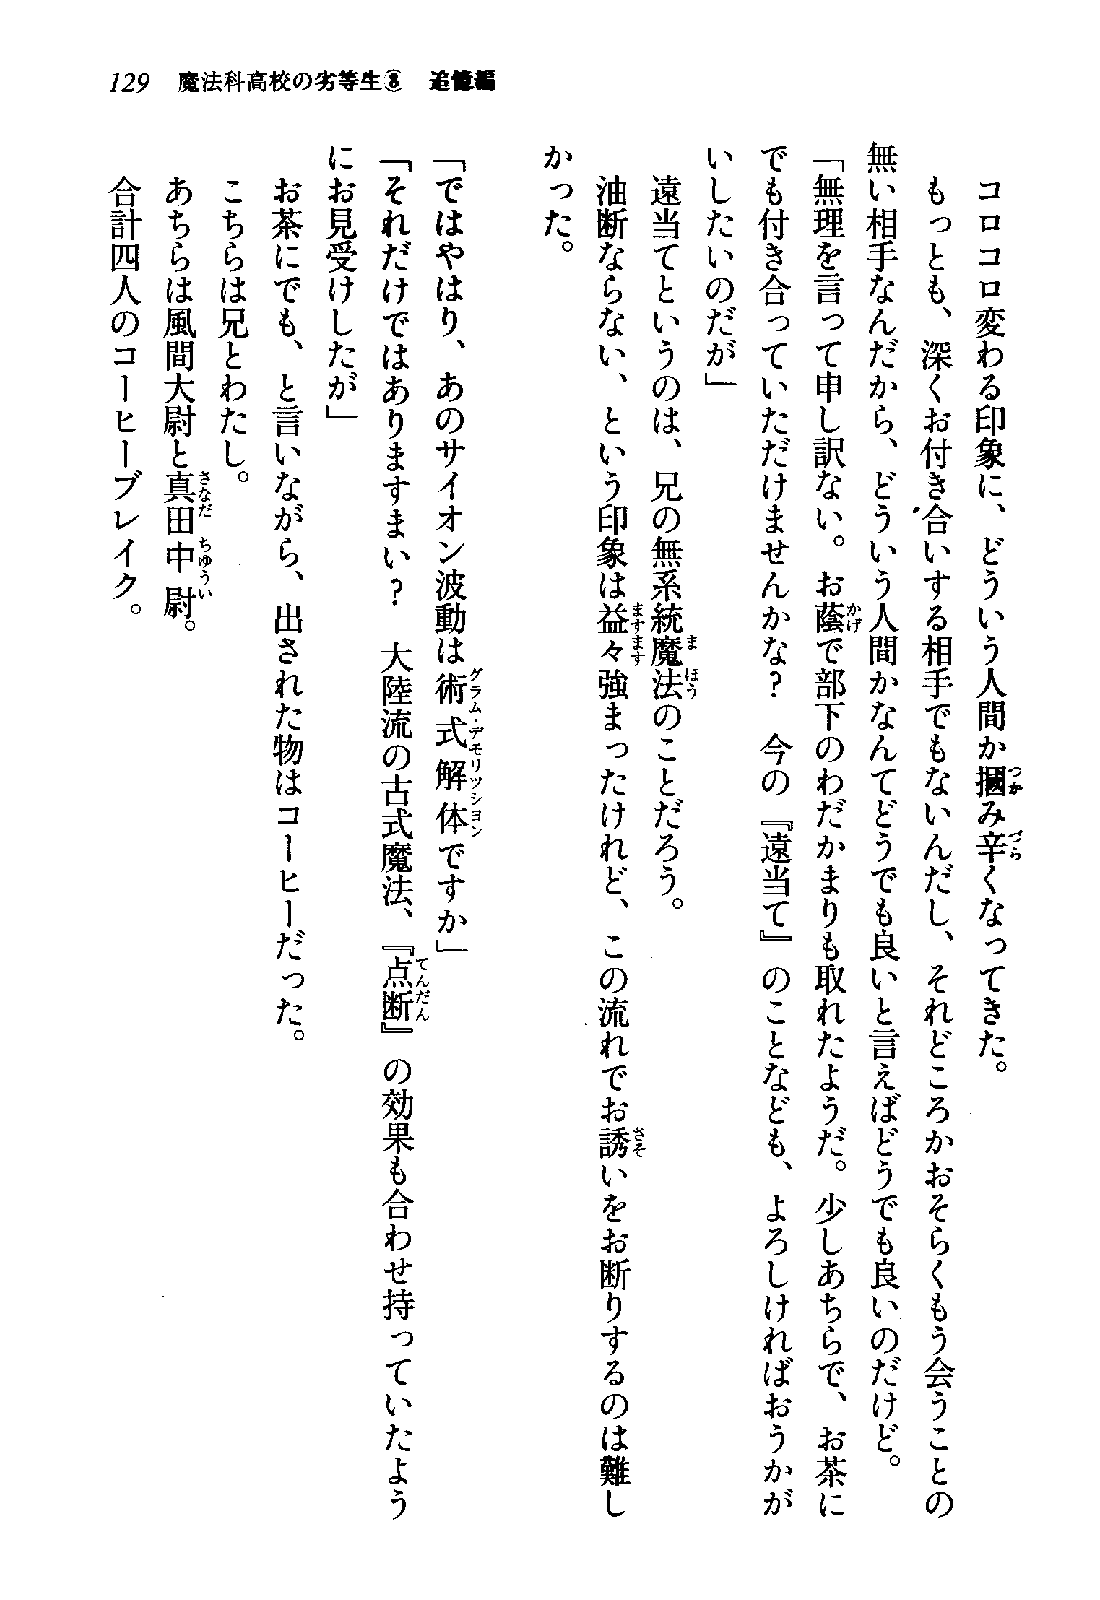 129 魔法科高校の劣等生⑧ 追憶編
コロコロ変わる印象に、どういう人間か摑み辛くなってきた。
もっとも、深くお付き合いする相手でもないんだし、それどころかおそらくもう会うことの
無い相手なんだから、どういう人間かなんてどうでも良いと言えばどうでも良いのだけど。
「無理を言って申し訳ない。お蔭で部下のわだかまりも取れたようだ。少しあちらで、お茶に
でも付き合っていただけませんかな？　今の『遠当て』のことなども、よろしければおうかが
いしたいのだが」
遠当てというのは、兄の無系統魔法のことだろう。
油断ならない、という印象は益々強まったけれど、この流れでお誘いをお断りするのは難し
かった。
「ではやはり、あのサイオン波動は術式解体ですか」
「それだけではありますまい？　大陸流の古式魔法、『点断』の効果も合わせ持っていたよう
にお見受けしたが」
お茶にでも、と言いながら、出された物はコーヒーだった。
こちらは兄とわたし。
あちらは風間大尉と真田中尉。
合計四人のコーヒーブレイク。